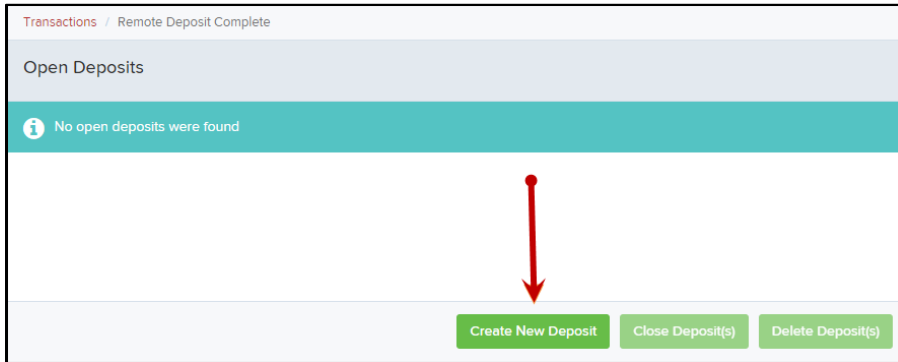 Transactions / Remote Deposit Complete
Open Deposits
No open deposits were found
Create New Deposit Close Deposit(s) Delete Deposit(s)